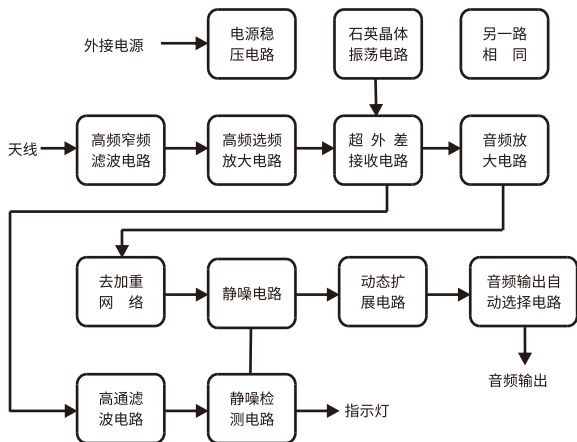 外接电源
电源稳
压电路
石英晶体
振荡电路
另一路
相 同
天线
高频窄频
滤波电路
高频选频
放大电路
超 外 差
接收电路
音频放
大电路
去加重
网 络
静噪电路
动态扩
展电路
音频输出自
动选择电路
音频输出
高通滤
波电路
静噪检
测电路
指示灯